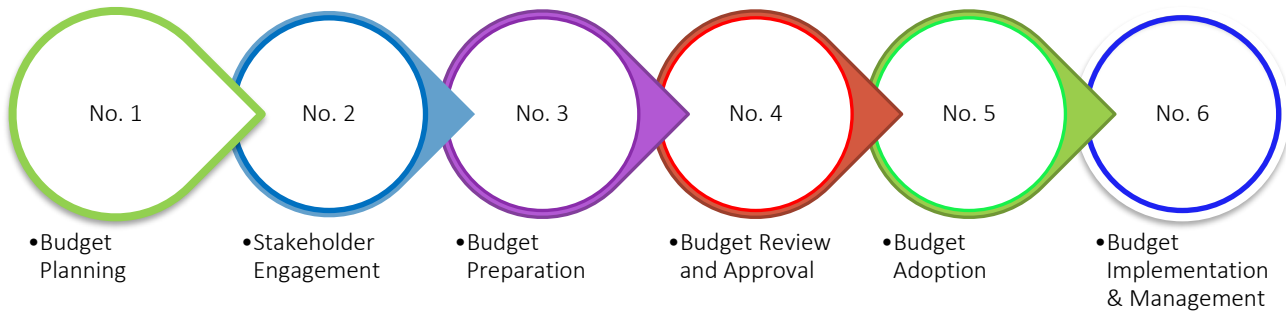 No. 1
No. 2
No. 3
No. 4
No. 5
No. 6
•Budget
Planning
•Stakeholder
Engagement
•Budget
Preparation
•Budget Review
and Approval
•Budget
Adoption
•Budget
Implementation
& Management